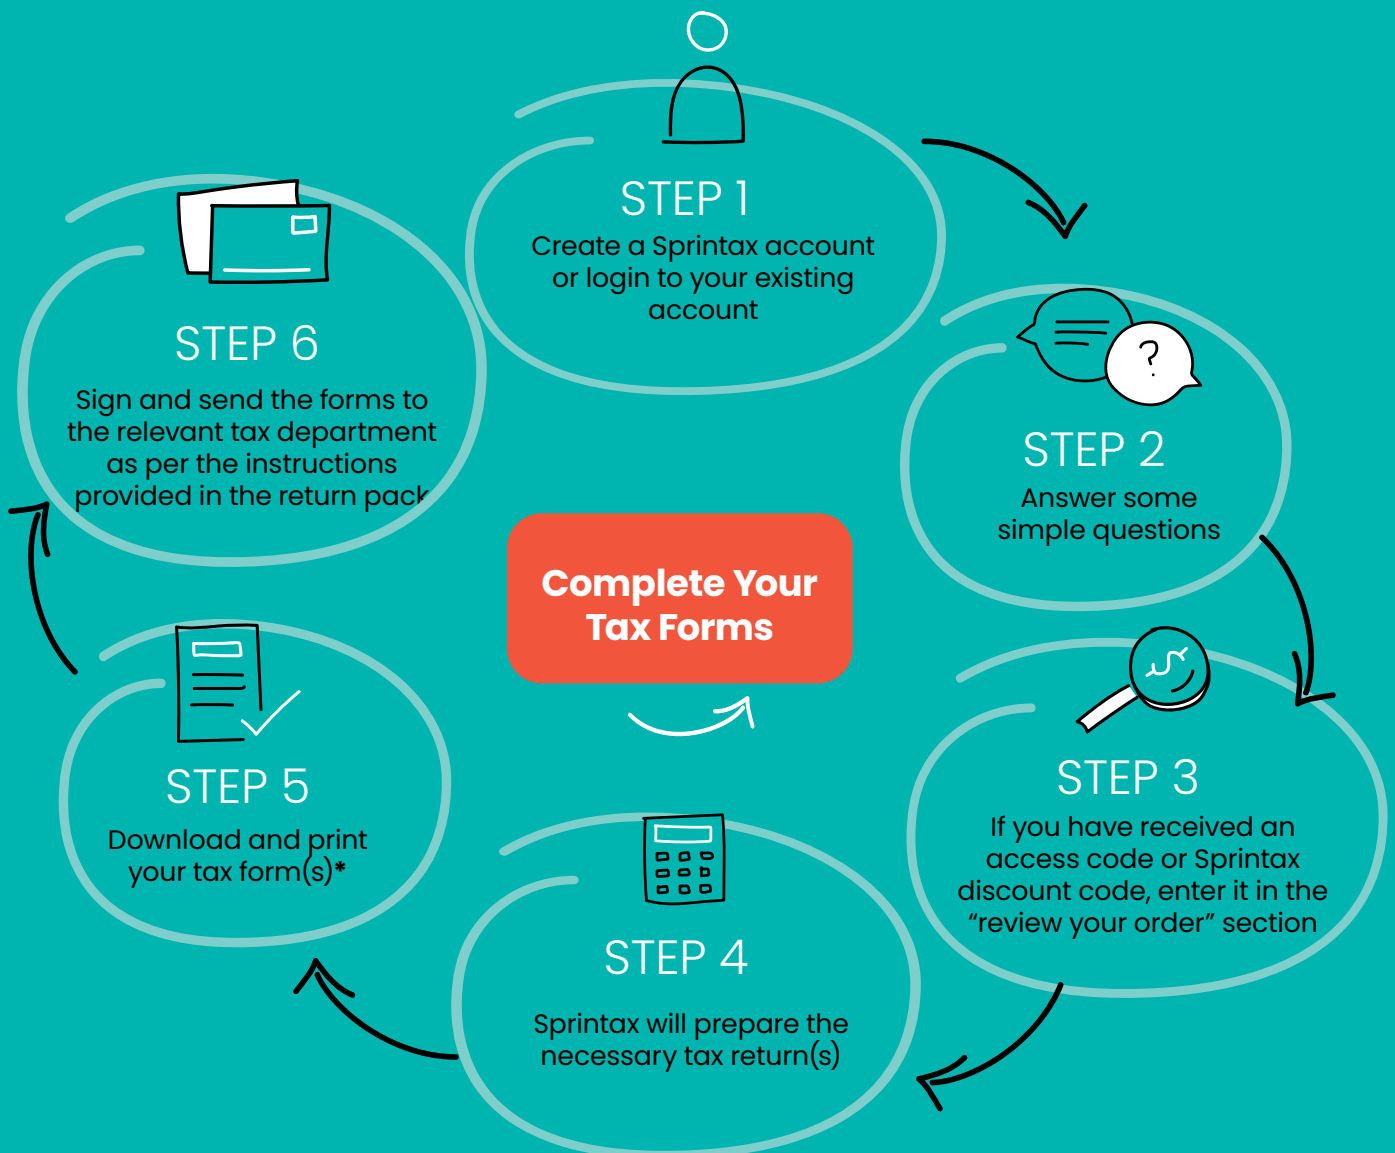 STEP 1
Create a Sprintax account
or login to your existing
account
STEP 2
Answer some
simple questions
?
STEP 3
If you have received an
access code or Sprintax
discount code, enter it in the
“review your order” section
STEP 4
Sprintax will prepare the
necessary tax return(s)
STEP 5
Download and print
your tax form(s)*
STEP 6
Sign and send the forms to
the relevant tax department
as per the instructions
provided in the return pack
Complete Your
Tax Forms